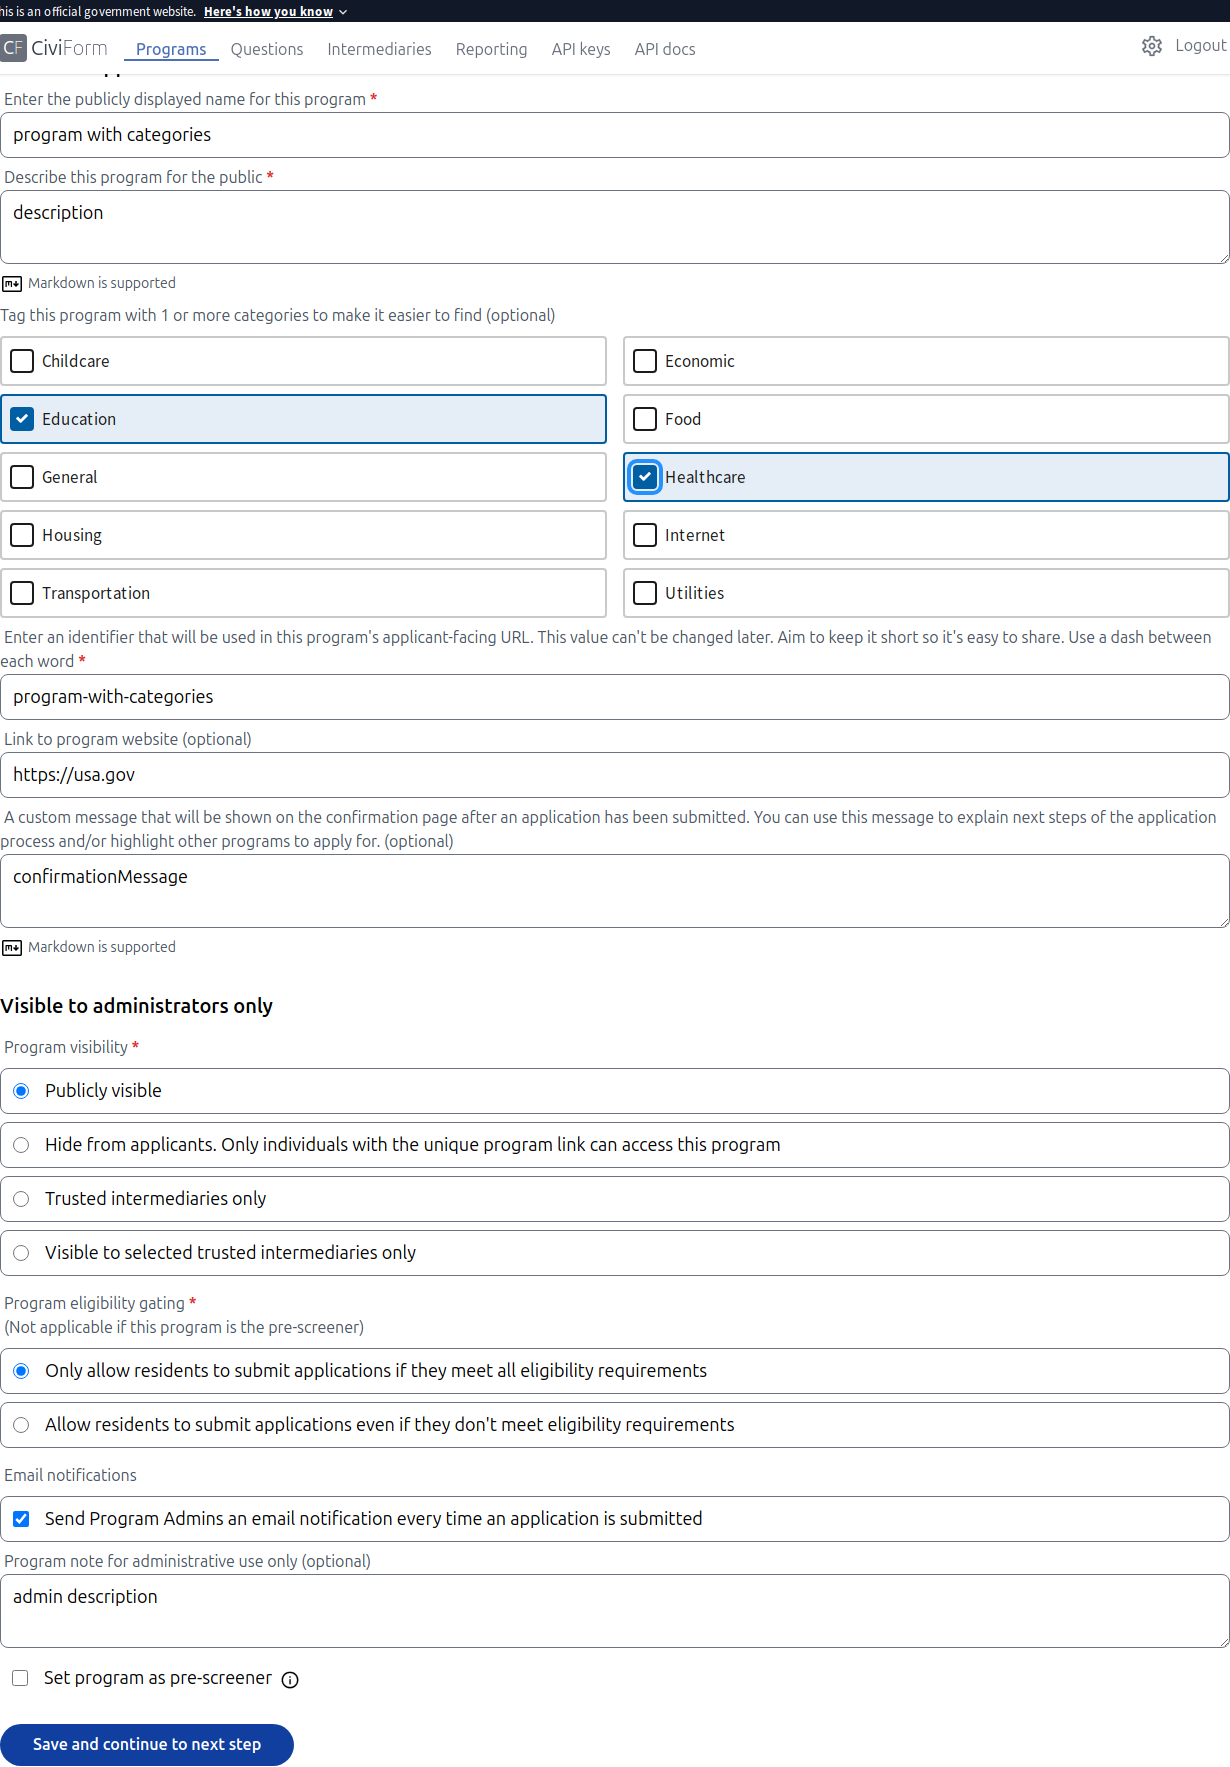 his is an official government website. Here's how you know
CF CiviForm Programs Questions Intermediaries Reporting API keys API docs Logout
Enter the publicly displayed name for this program *
program with categories
Describe this program for the public *
description
Markdown is supported
Tag this program with 1 or more categories to make it easier to find (optional)
Childcare
Economic
Education
Food
General
Healthcare
Housing
Internet
Transportation
Utilities
Enter an identifier that will be used in this program's applicant-facing URL. This value can't be changed later. Aim to keep it short so it's easy to share. Use a dash between
each word *
program-with-categories
Link to program website (optional)
https://usa.gov
A custom message that will be shown on the confirmation page after an application has been submitted. You can use this message to explain next steps of the application
process and/or highlight other programs to apply for. (optional)
confirmationMessage
Markdown is supported
Visible to administrators only
Program visibility *
Publicly visible
Hide from applicants. Only individuals with the unique program link can access this program
Trusted intermediaries only
Visible to selected trusted intermediaries only
Program eligibility gating *
(Not applicable if this program is the pre-screener)
Only allow residents to submit applications if they meet all eligibility requirements
Allow residents to submit applications even if they don't meet eligibility requirements
Email notifications
Send Program Admins an email notification every time an application is submitted
Program note for administrative use only (optional)
admin description
Set program as pre-screener
Save and continue to next step